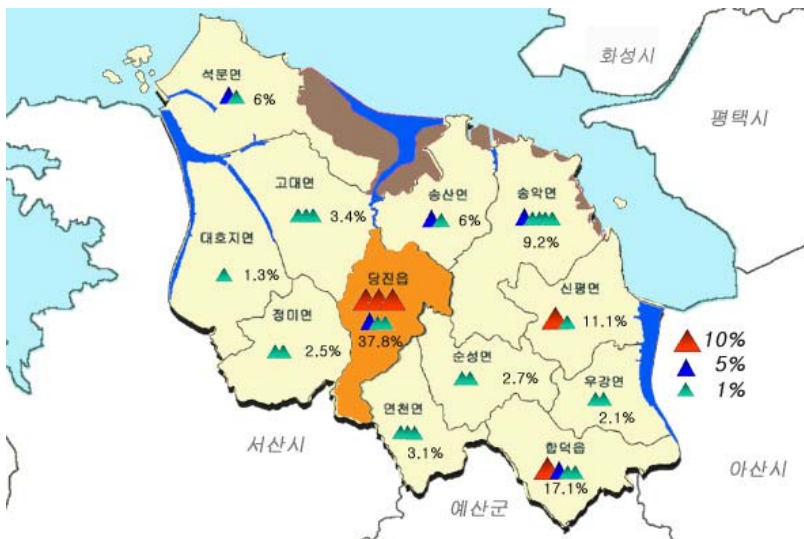 화성시
평택시
석문면
6%
고대면
3.4%
송산면
6%
송악면
9.2%
대호지면
1.3%
당진읍
37.8%
신평면
11.1%
정미면
2.5%
순성면
2.7%
우강면
2.1%
면천면
3.1%
합덕읍
17.1%
10%
5%
1%
서산시
예산군
아산시